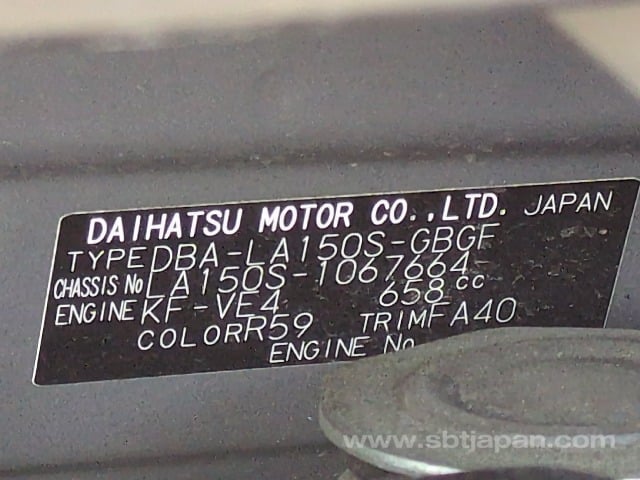 DAIHATSU MOTOR CO.,LTD. JAPAN
TYPE DBA-LA150S-GBGF
CHASSIS No LA150S-1067664
ENGINE KF-VE4 658cc
COLOR R59 TRIM FA40
ENGINE No
www.sbtjapan.com